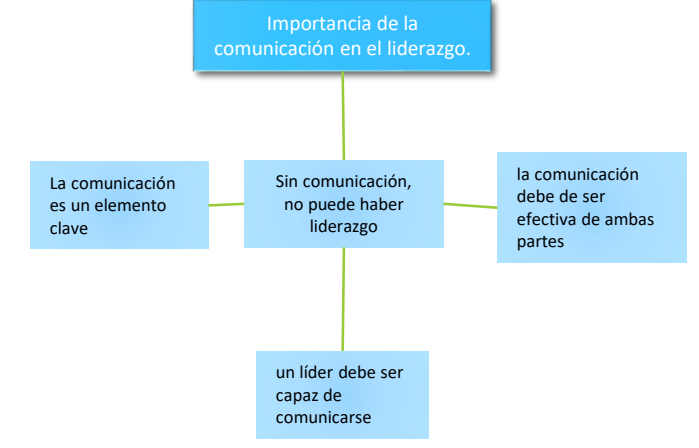 Importancia de la
comunicación en el liderazgo.
La comunicación
es un elemento
clave
Sin comunicación,
no puede haber
liderazgo
la comunicación
debe de ser
efectiva de ambas
partes
un líder debe ser
capaz de
comunicarse